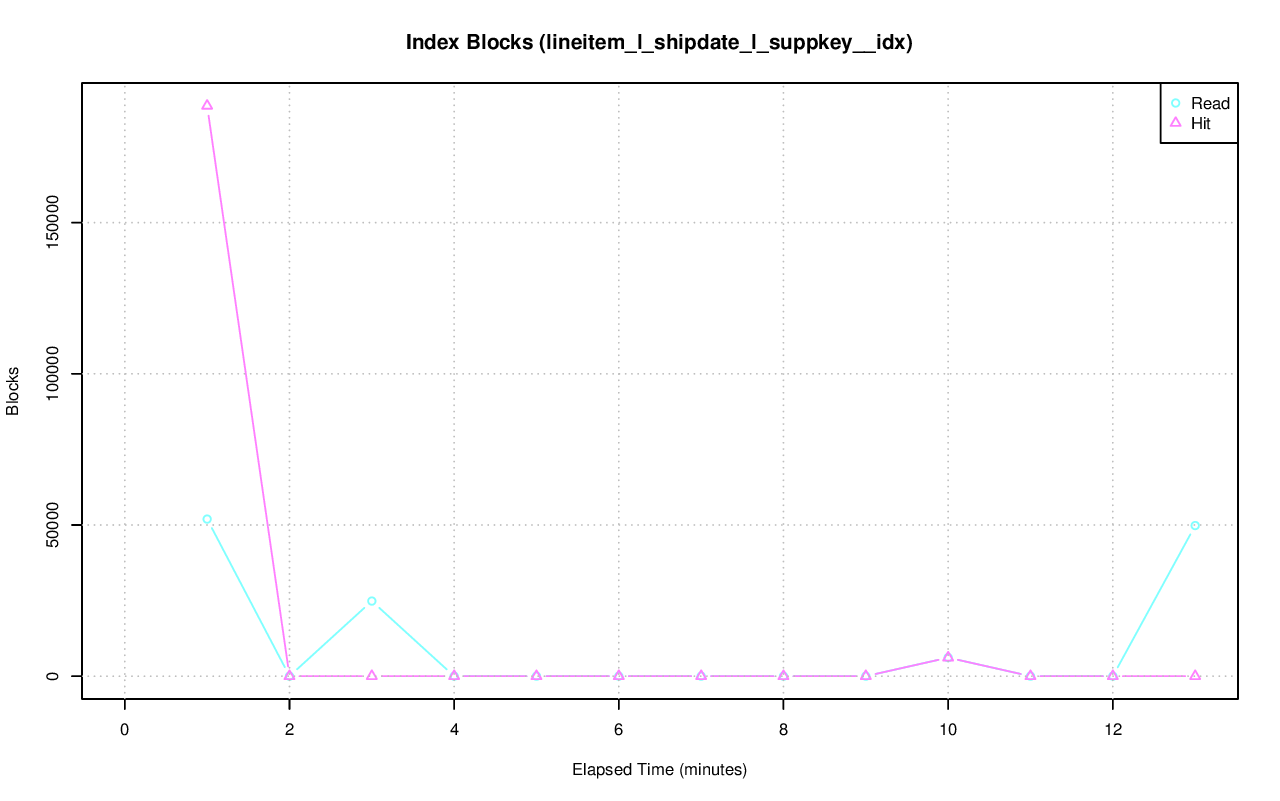 Index Blocks (lineitem_l_shipdate_l_suppkey__idx)
Read
Hit
Blocks
150000
100000
50000
0
0 2 4 6 8 10 12
Elapsed Time (minutes)